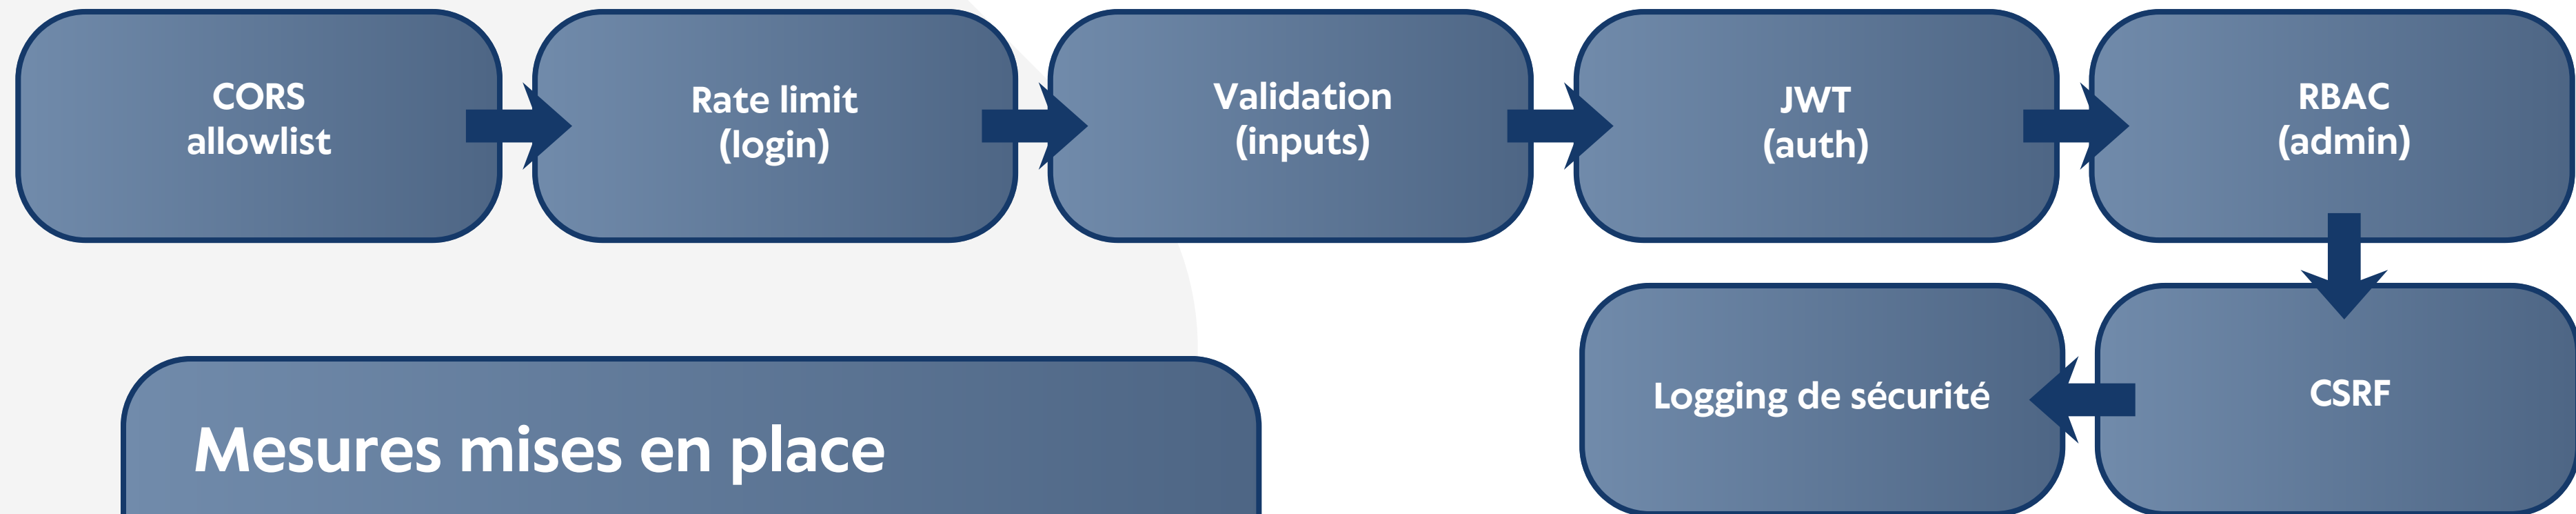 CORS
allowlist
Rate limit
(login)
Validation
(inputs)
JWT
(auth)
RBAC
(admin)
CSRF
Logging de sécurité
Mesures mises en place